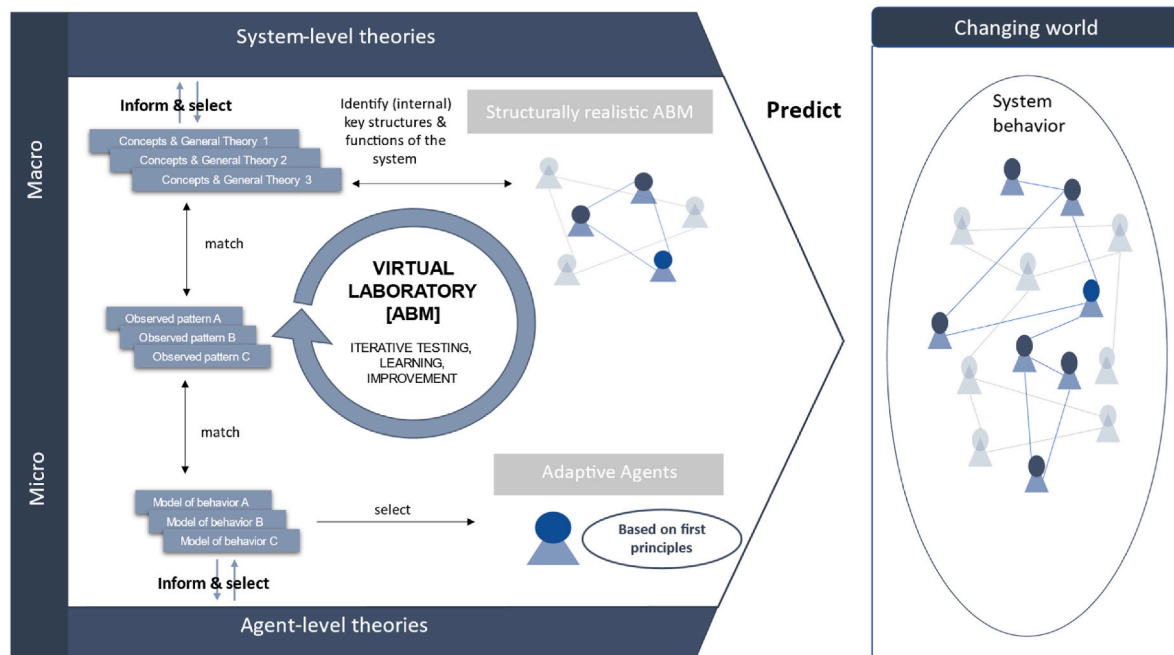 System-level theories
Changing world
Macro
Micro
Inform & select
Concepts & General Theory 1
Concepts & General Theory 2
Concepts & General Theory 3
Identify (internal)
key structures &
functions of the
system
Structurally realistic ABM
Predict
System
behavior
match
VIRTUAL
LABORATORY
[ABM]
ITERATIVE TESTING,
LEARNING,
IMPROVEMENT
Observed pattern A
Observed pattern B
Observed pattern C
match
Model of behavior A
Model of behavior B
Model of behavior C
select
Adaptive Agents
Based on first
principles
Inform & select
Agent-level theories